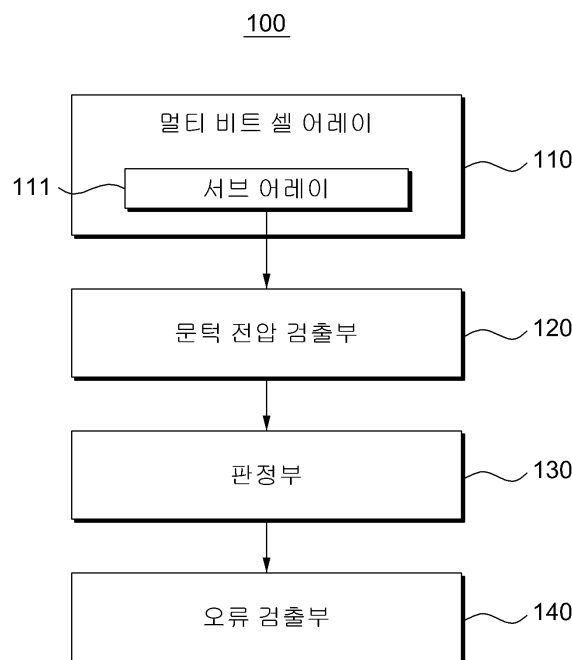 100
멀티 비트 셀 어레이
110
111
서브 어레이
문턱 전압 검출부
120
판정부
130
오류 검출부
140